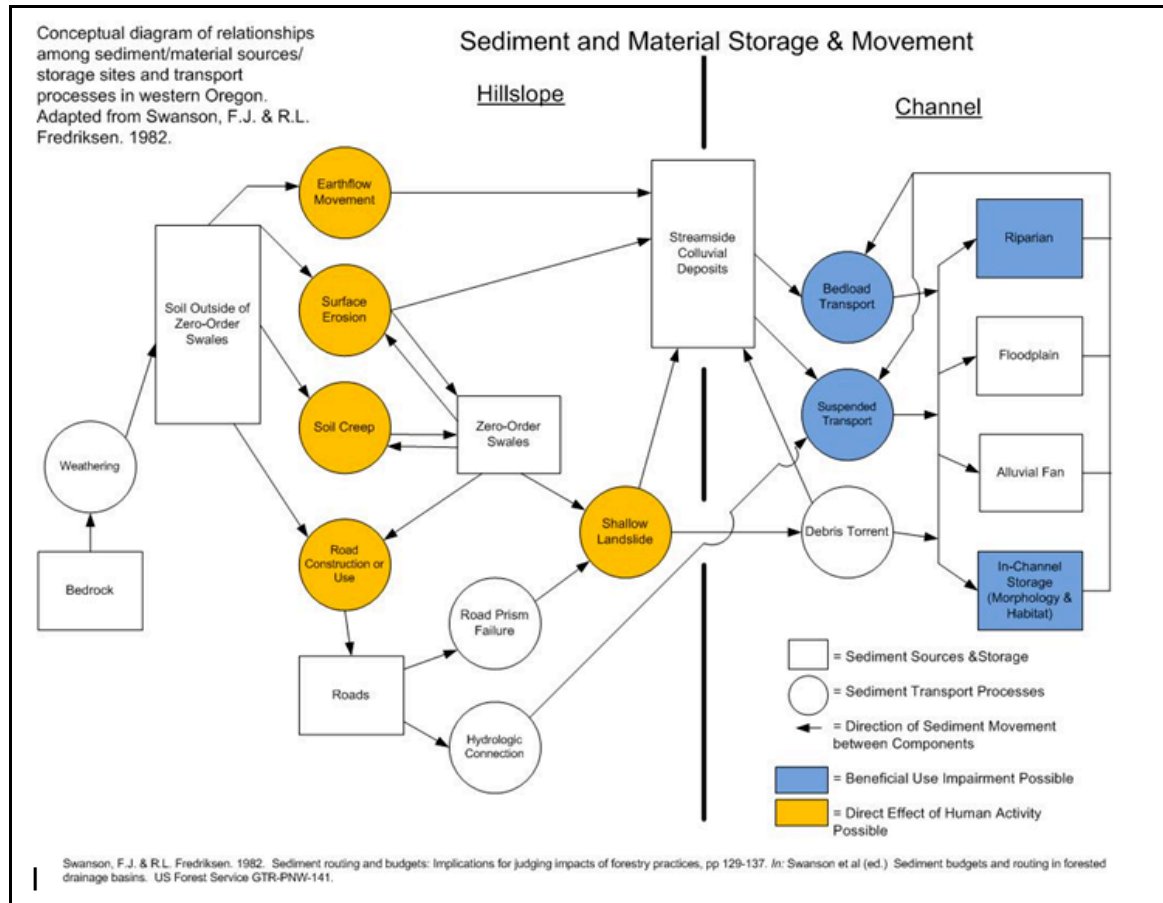 Conceptual diagram of relationships
among sediment/material sources/
storage sites and transport
processes in western Oregon.
Adapted from Swanson, F.J. & R.L.
Fredriksen. 1982.
Sediment and Material Storage & Movement
Hillslope
Channel
Earthflow
Movement
Soil Outside of
Zero-Order
Swales
Surface
Erosion
Soil Creep
Weathering
Bedrock
Zero-Order
Swales
Road
Construction or
Use
Roads
Road Prism
Failure
Hydrologic
Connection
Shallow
Landslide
Streamside
Colluvial
Deposits
Bedload
Transport
Suspended
Transport
Debris Torrent
Riparian
Floodplain
Alluvial Fan
In-Channel
Storage
(Morphology &
Habitat)
= Sediment Sources &Storage
= Sediment Transport Processes
= Direction of Sediment Movement
between Components
= Beneficial Use Impairment Possible
= Direct Effect of Human Activity
Possible
Swanson, F.J. & R.L. Fredriksen. 1982. Sediment routing and budgets: Implications for judging impacts of forestry practices, pp 129-137. In: Swanson et al (ed.) Sediment budgets and routing in forested
drainage basins. US Forest Service GTR-PNW-141.